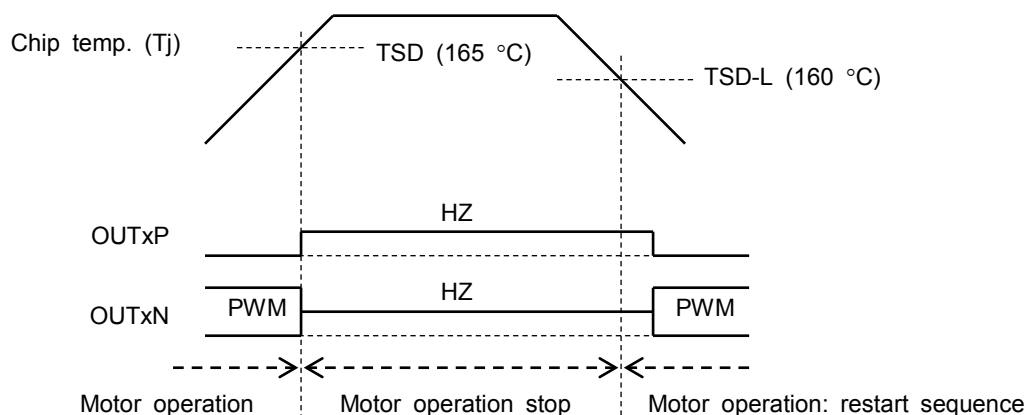 Chip temp. (Tj)
TSD (165 °C)
TSD-L (160 °C)
HZ
OUTxP
HZ
PWM
PWM
OUTxN
Motor operation
Motor operation stop
Motor operation: restart sequence